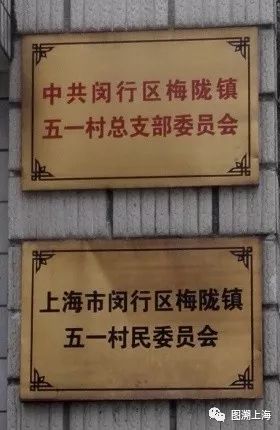 中共闵行区梅陇镇
五一村总支部委员会
上海市闵行区梅陇镇
五一村民委员会
图溯上海